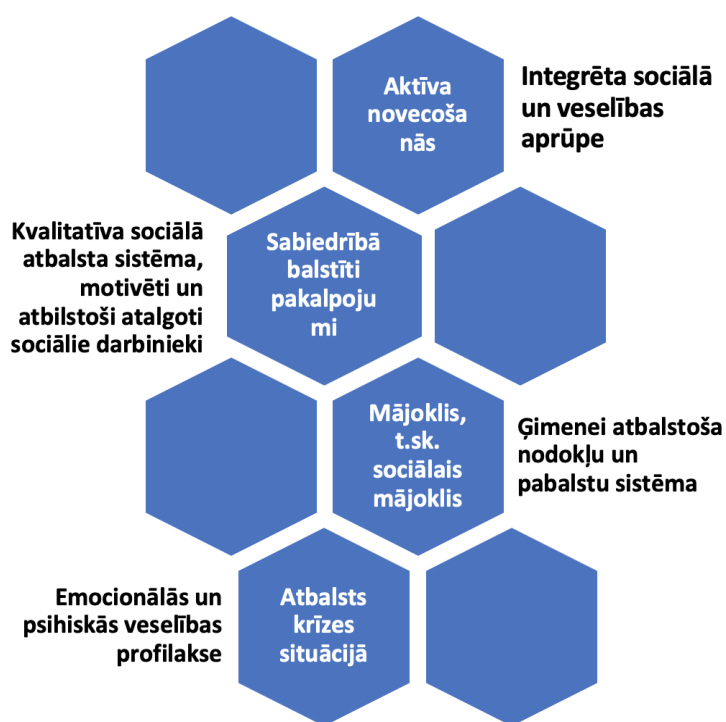 Aktīva
novecoša
nās
Integrēta sociālā
un veselības
aprūpe
Kvalitatīva sociālā
atbalsta sistēma,
motivēti un
atbilstoši atalgoti
sociālie darbinieki
Sabiedrībā
balstīti
pakalpoju
mi
Mājoklis,
t.sk.
sociālais
mājoklis
Ģimenei atbalstoša
nodokļu un
pabalstu sistēma
Emocionālās un
psihiskās veselības
profilakse
Atbalsts
krīzes
situācijā